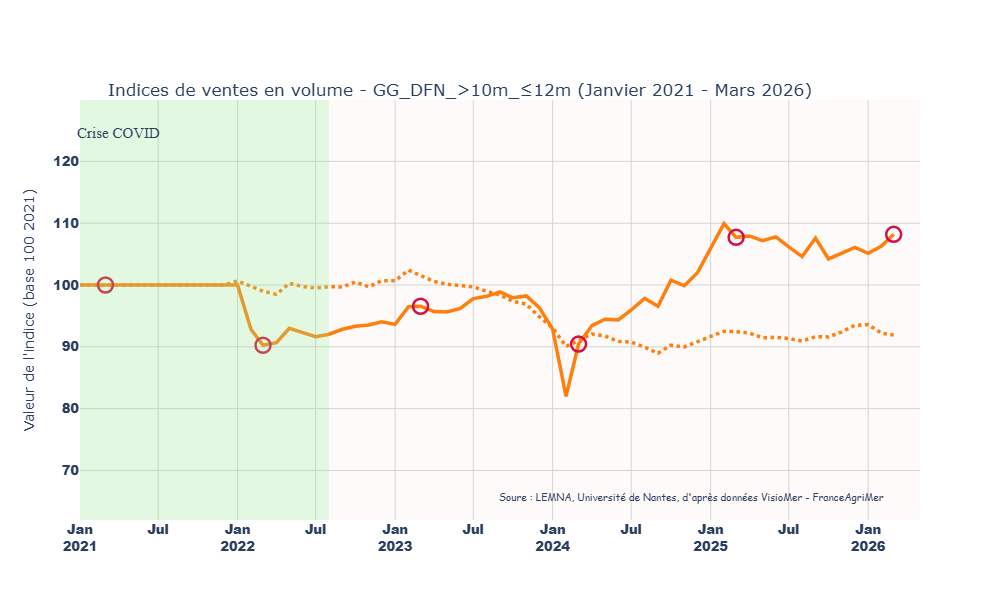 Indices de ventes en volume - GG_DFN_>10m_≤12m (Janvier 2021 - Mars 2026)
Crise COVID
Valeur de l'indice (base 100 2021)
120
110
100
90
80
70
Soure : LEMNA, Université de Nantes, d'après données VisioMer - FranceAgriMer
Jan Jul Jan Jul Jan Jul Jan Jul Jan Jul Jan
2021 2022 2023 2024 2025 2026